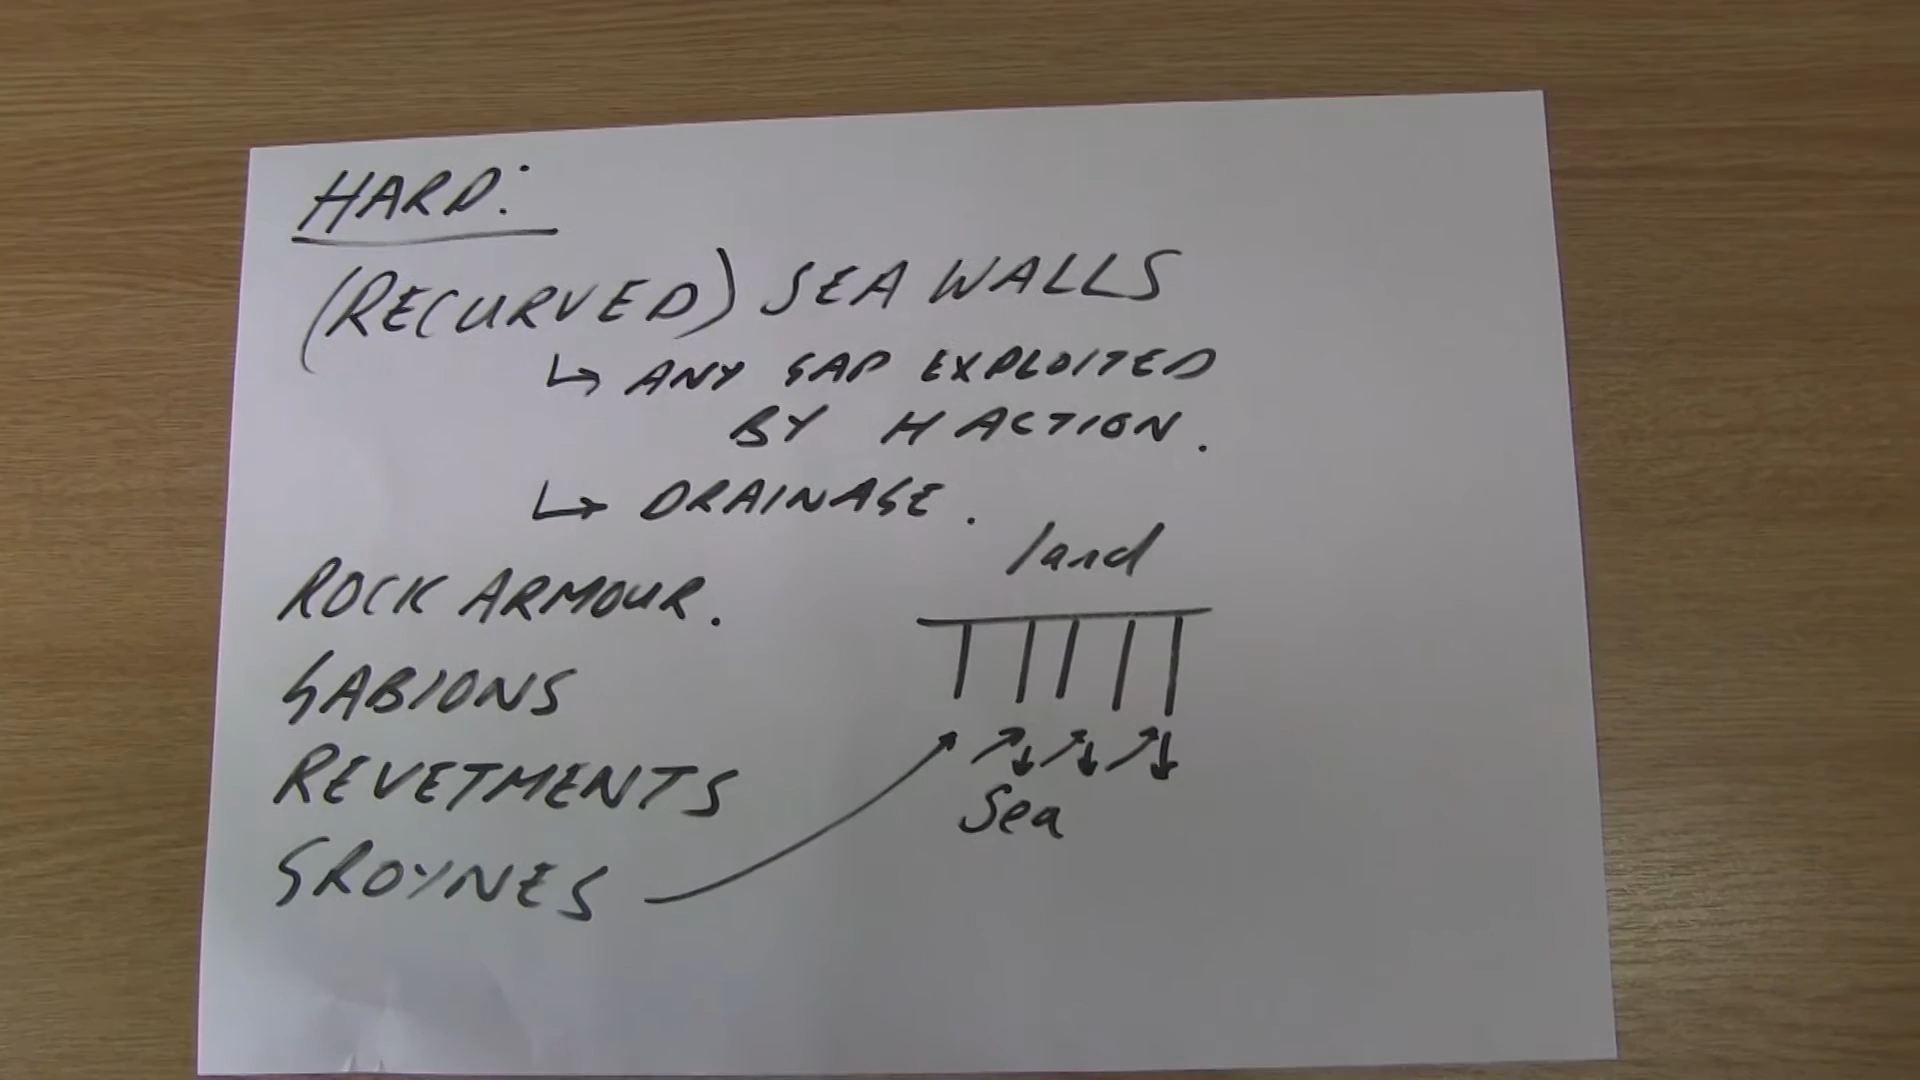 HARD:
(RECURVED) SEA WALLS
↳ ANY GAP EXPLOITED
BY H ACTION.
↳ DRAINAGE.
land
ROCK ARMOUR.
GABIONS
REVETMENTS
Sea
GROYNES